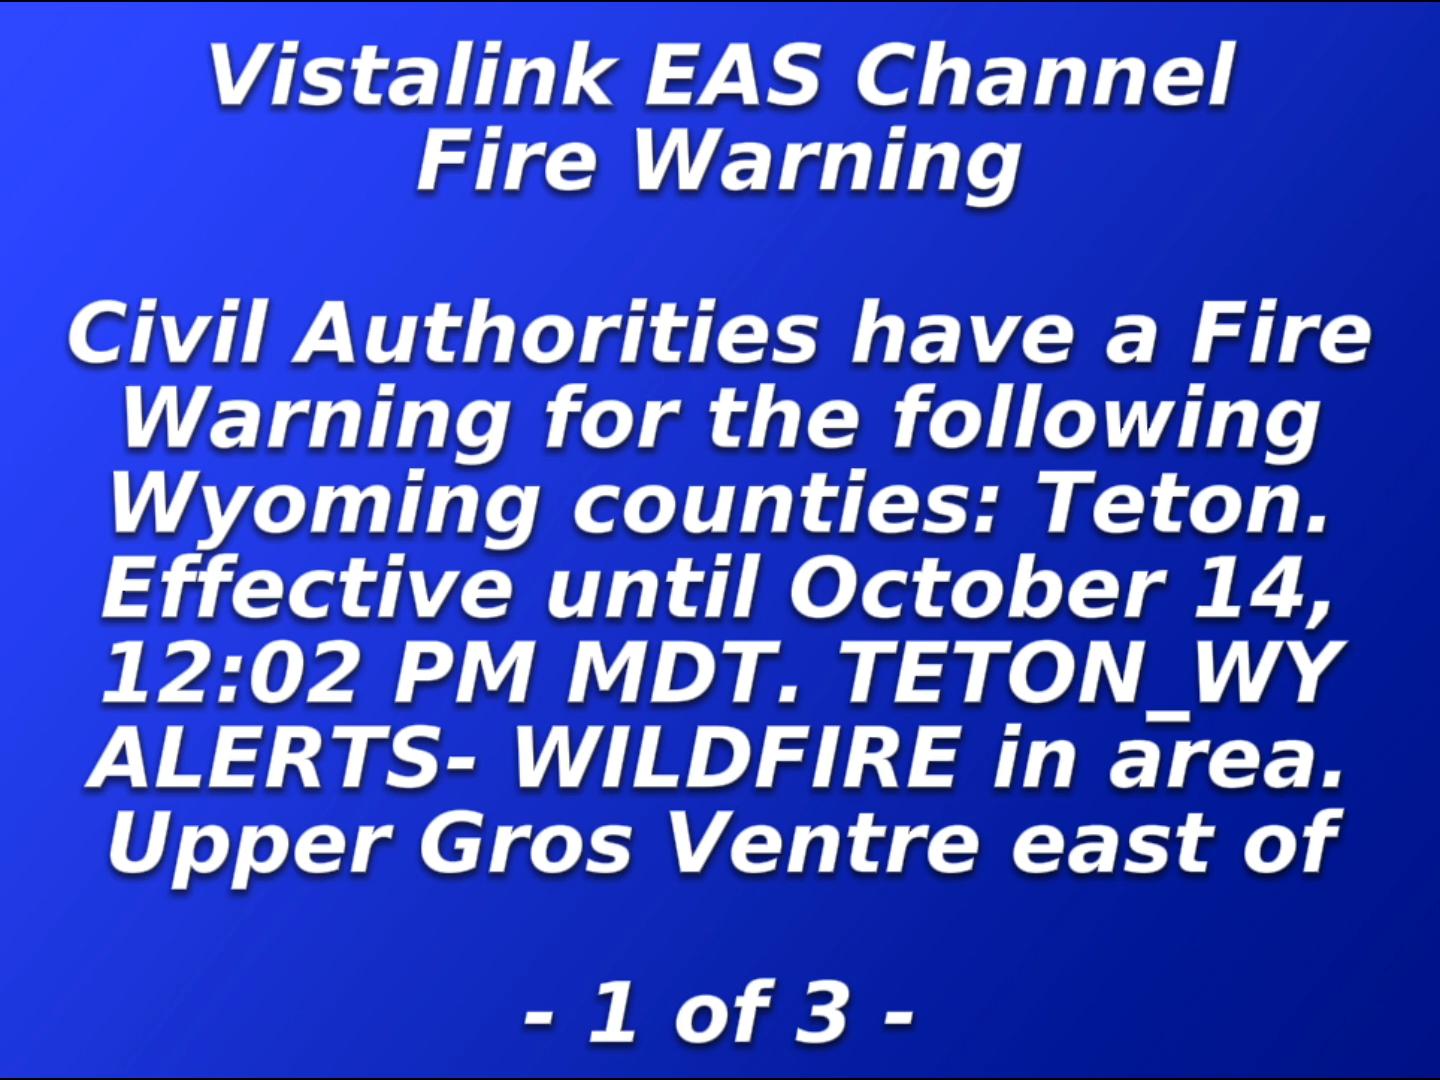 Vistalink EAS Channel
Fire Warning
Civil Authorities have a Fire
Warning for the following
Wyoming counties: Teton.
Effective until October 14,
12:02 PM MDT. TETON_WY
ALERTS- WILDFIRE in area.
Upper Gros Ventre east of
- 1 of 3 -